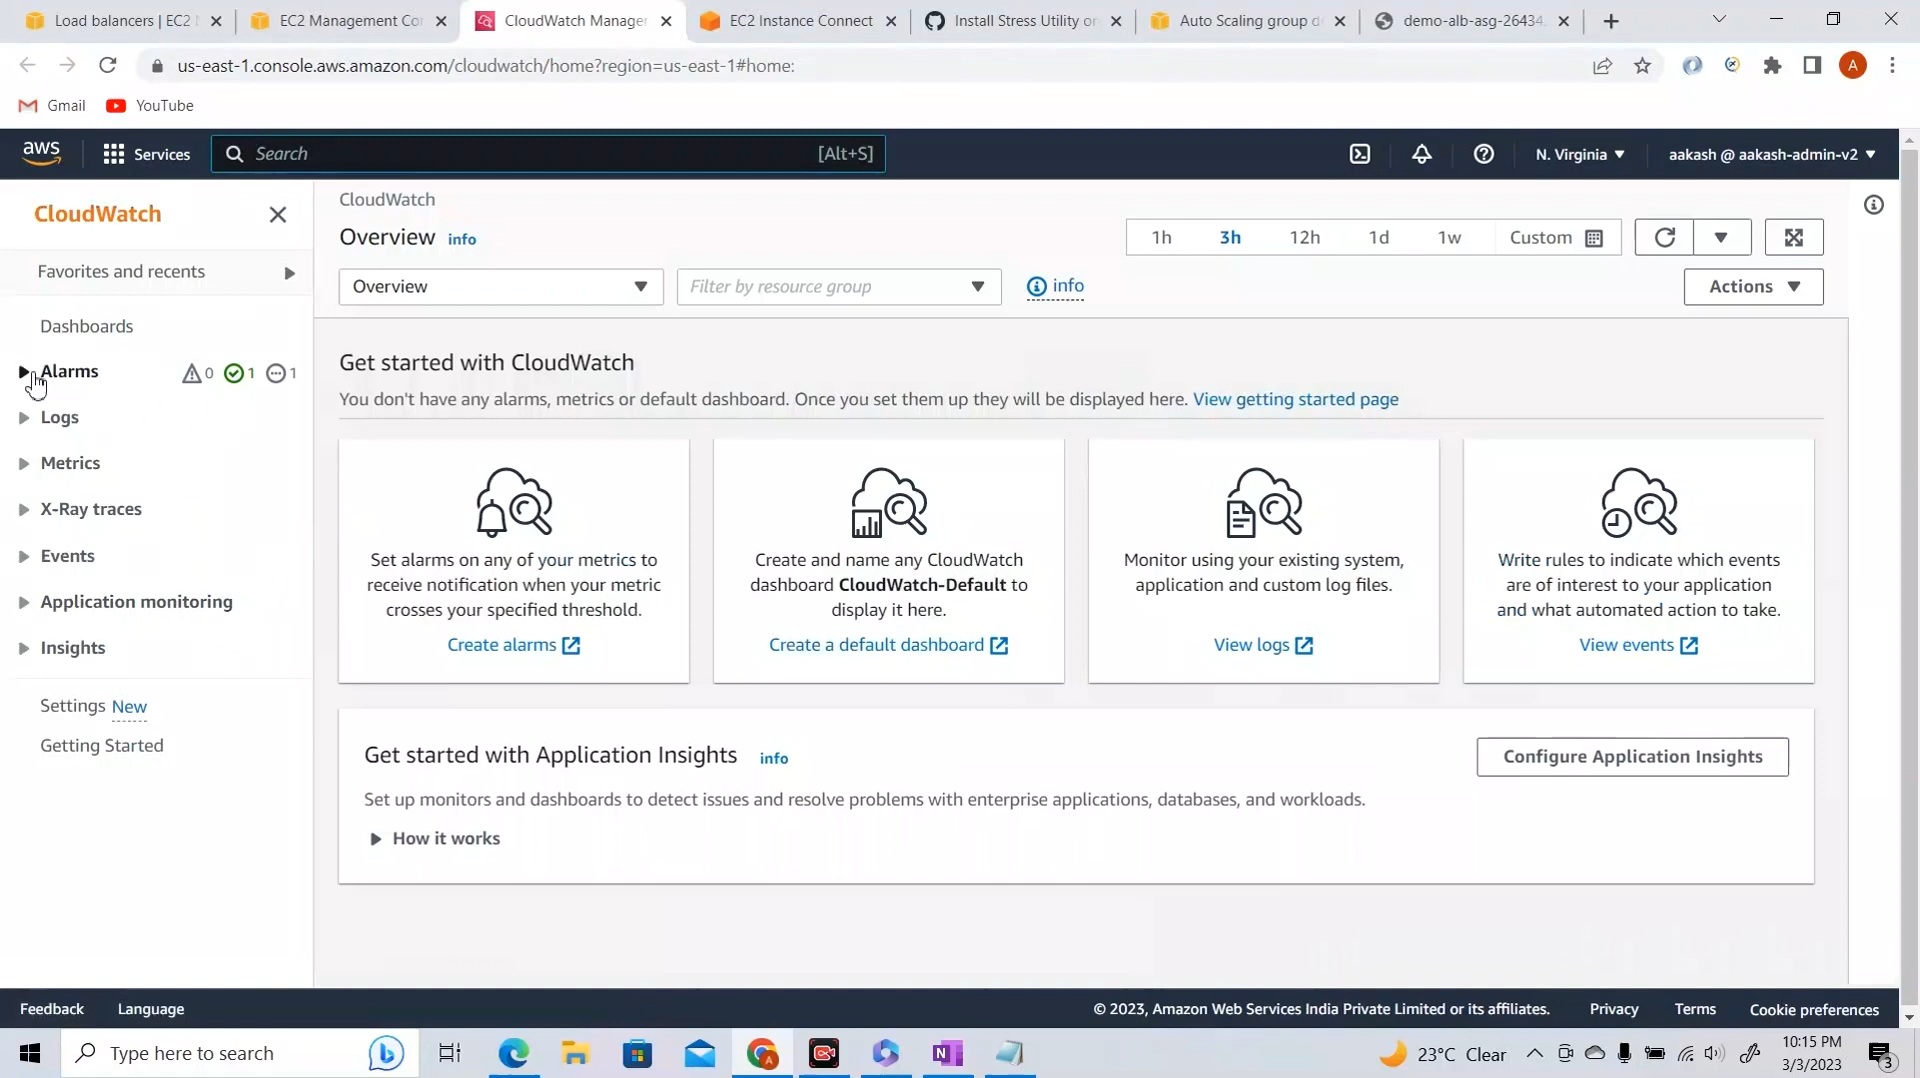 Load balancers | EC2
EC2 Management Co
CloudWatch Manage
EC2 Instance Connect
Install Stress Utility o
Auto Scaling group d
demo-alb-asg-26434
us-east-1.console.aws.amazon.com/cloudwatch/home?region=us-east-1#home:
A
Gmail
YouTube
aws
Services
Search
[Alt+S]
N. Virginia
aakash @ aakash-admin-v2
CloudWatch
Favorites and recents
Dashboards
Alarms
0
1
1
Logs
Metrics
X-Ray traces
Events
Application monitoring
Insights
Settings New
Getting Started
CloudWatch
Overview info
1h
3h
12h
1d
1w
Custom
Overview
Filter by resource group
info
Actions
Get started with CloudWatch
You don't have any alarms, metrics or default dashboard. Once you set them up they will be displayed here. View getting started page
Set alarms on any of your metrics to
receive notification when your metric
crosses your specified threshold.
Create alarms
Create and name any CloudWatch
dashboard CloudWatch-Default to
display it here.
Create a default dashboard
Monitor using your existing system,
application and custom log files.
View logs
Write rules to indicate which events
are of interest to your application
and what automated action to take.
View events
Get started with Application Insights info
Configure Application Insights
Set up monitors and dashboards to detect issues and resolve problems with enterprise applications, databases, and workloads.
How it works
Feedback
Language
© 2023, Amazon Web Services India Private Limited or its affiliates.
Privacy
Terms
Cookie preferences
Type here to search
A
N
23°C Clear
10:15 PM
3/3/2023
3